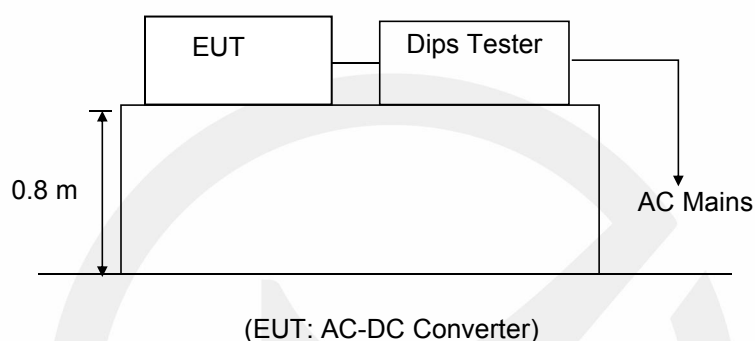 EUT
Dips Tester
0.8 m
AC Mains
(EUT: AC-DC Converter)